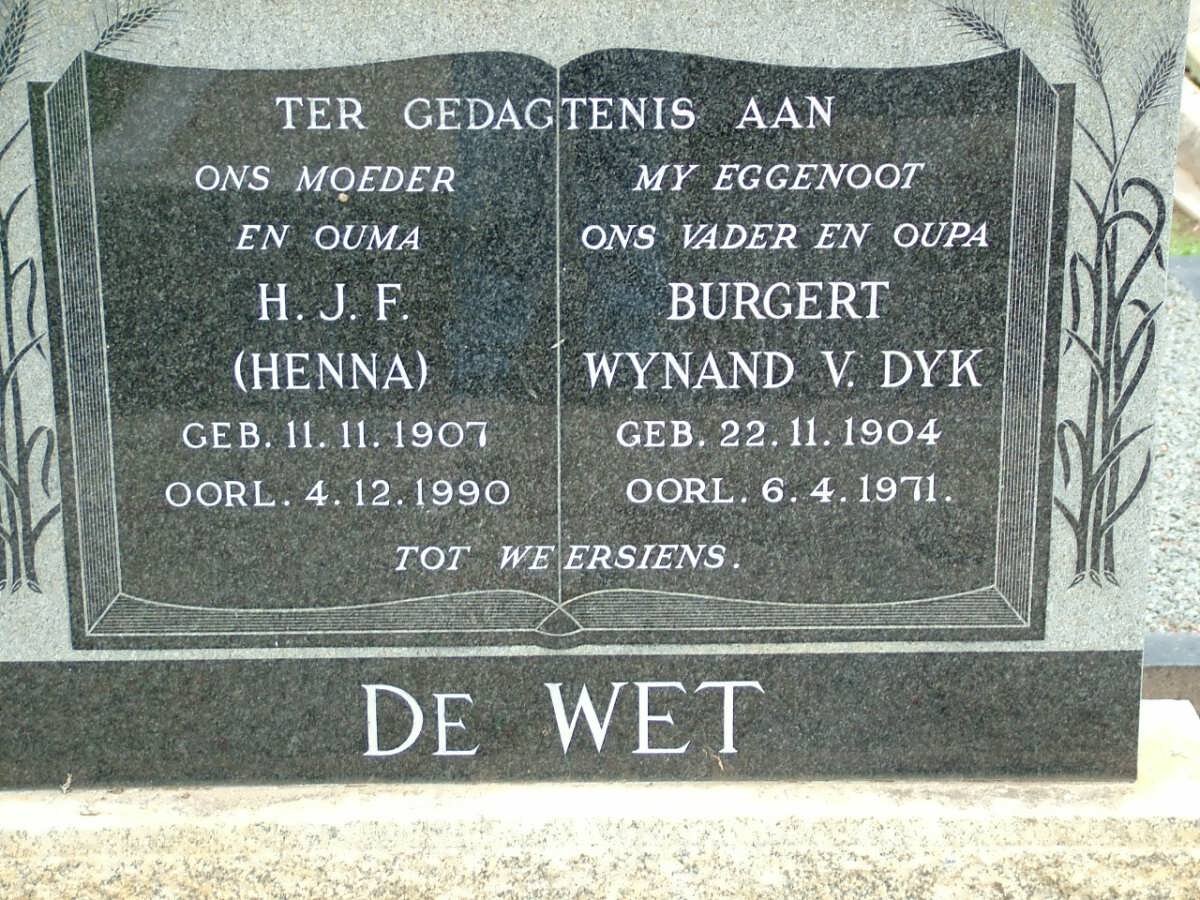 TER GEDAGTENIS AAN
ONS MOEDER
EN OUMA
H. J. F.
(HENNA)
GEB. 11. 11. 1907
OORL. 4. 12. 1990
MY EGGENOOT
ONS VADER EN OUPA
BURGERT
WYNAND V. DYK
GEB. 22. 11. 1904
OORL. 6. 4. 1971.
TOT WEERSIENS.
DE WET